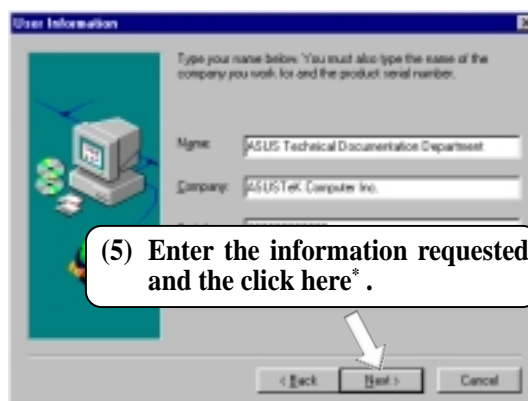 User Information
Type your name below. You must also type the name of the
company you work for and the product serial number.
Name: ASUS Technical Documentation Department
Company: ASUSTeK Computer Inc.
(5) Enter the information requested
and the click here* .
< Back Next > Cancel